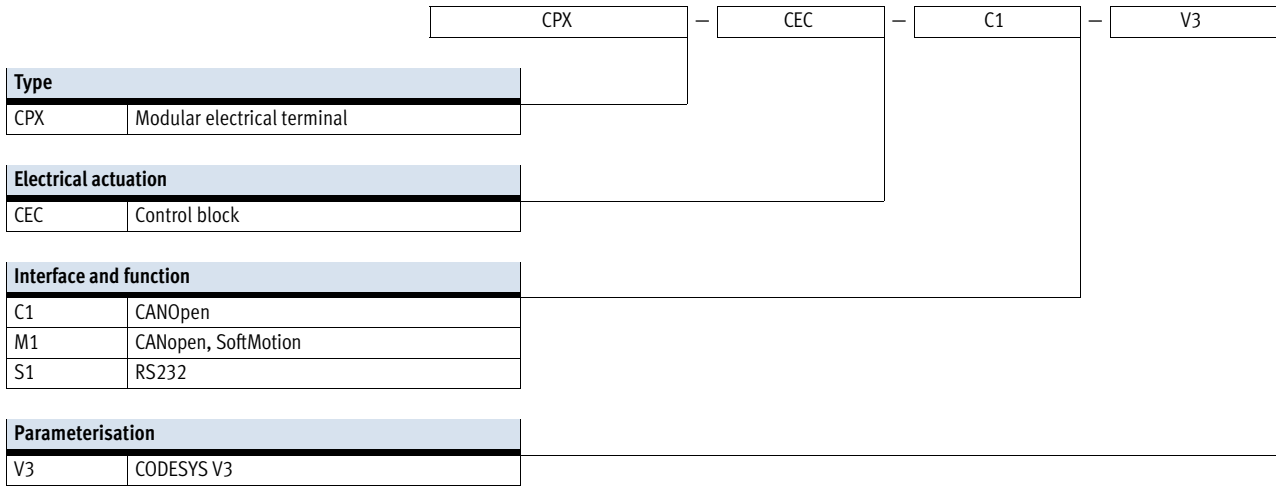 CPX – CEC – C1 – V3
Type
CPX Modular electrical terminal
Electrical actuation
CEC Control block
Interface and function
C1 CANOpen
M1 CANopen, SoftMotion
S1 RS232
Parameterisation
V3 CODESYS V3